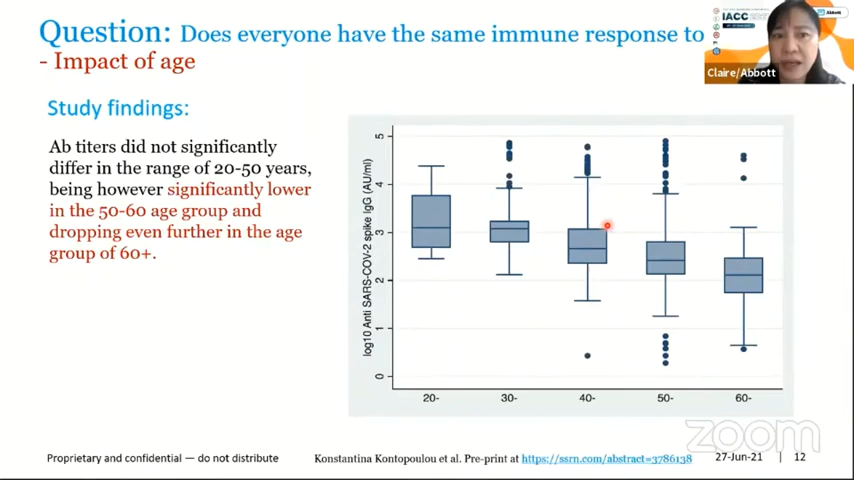 Question: Does everyone have the same immune response to
- Impact of age
IACC
Abbott
Claire/Abbott
Study findings:
Ab titers did not significantly
differ in the range of 20-50 years,
being however significantly lower
in the 50-60 age group and
dropping even further in the age
group of 60+.
log10 Anti SARS-COV-2 spike IgG (AU/ml)
5
4
3
2
1
0
20-
30-
40-
50-
60-
zoom
Proprietary and confidential — do not distribute
Konstantina Kontopoulou et al. Pre-print at https://ssrn.com/abstract=3786138
27-Jun-21 | 12